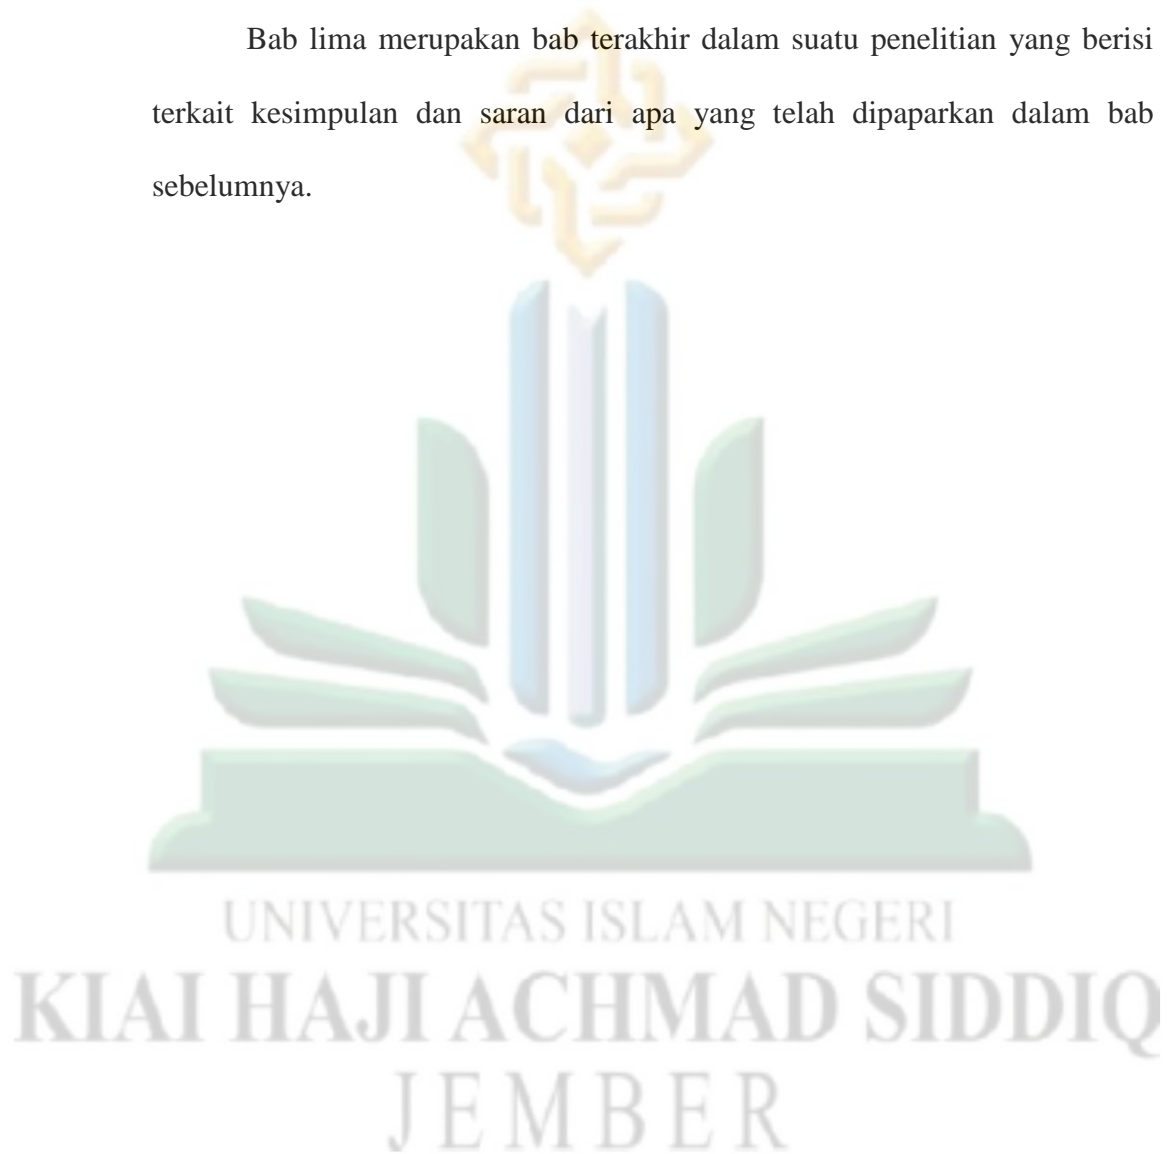 Bab lima merupakan bab terakhir dalam suatu penelitian yang berisi
terkait kesimpulan dan saran dari apa yang telah dipaparkan dalam bab
sebelumnya.
UNIVERSITAS ISLAM NEGERI
KIAI HAJI ACHMAD SIDDIQ
JEMBER